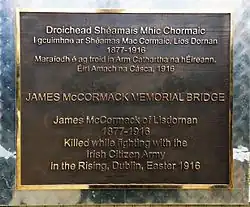 Droichead Shéamais Mhic Chormaic
I gcuimhne ar Shéamas Mac Cormaic, Lios Dornan
1877-1916
Maraíodh é ag troid in Arm Cathartha na hÉireann,
Éirí Amach na Cásca, 1916
JAMES McCORMACK MEMORIAL BRIDGE
James McCormack of Lisdornan
1877-1916
Killed while fighting with the
Irish Citizen Army
in the Rising, Dublin, Easter 1916